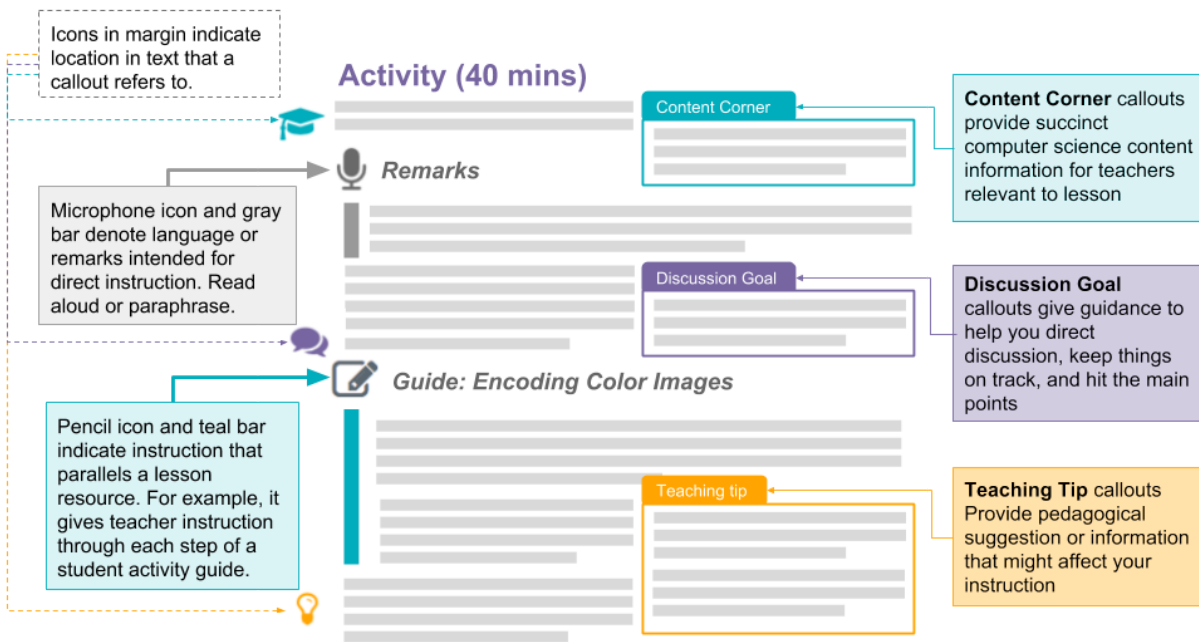 Icons in margin indicate
location in text that a
callout refers to.
Activity (40 mins)
Content Corner
Content Corner callouts
provide succinct
computer science content
information for teachers
relevant to lesson
Remarks
Microphone icon and gray
bar denote language or
remarks intended for
direct instruction. Read
aloud or paraphrase.
Discussion Goal
Discussion Goal
callouts give guidance to
help you direct
discussion, keep things
on track, and hit the main
points
Guide: Encoding Color Images
Pencil icon and teal bar
indicate instruction that
parallels a lesson
resource. For example, it
gives teacher instruction
through each step of a
student activity guide.
Teaching tip
Teaching Tip callouts
Provide pedagogical
suggestion or information
that might affect your
instruction